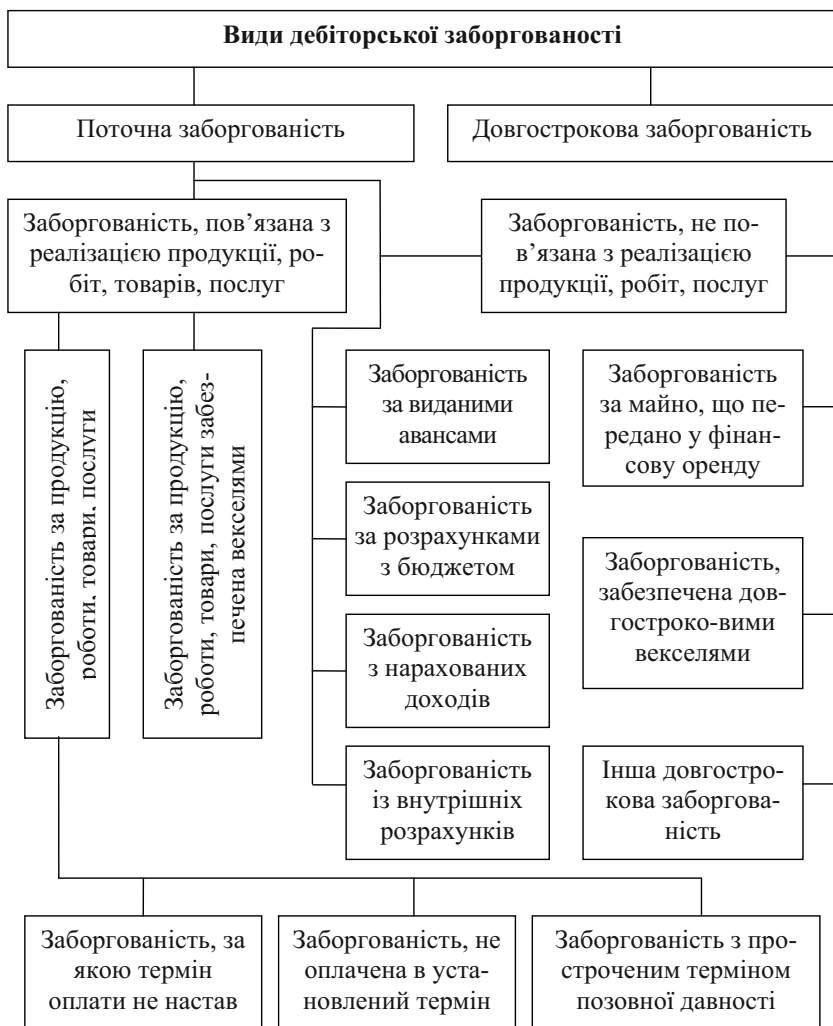 Види дебіторської заборгованості
Поточна заборгованість
Довгострокова заборгованість
Заборгованість, пов’язана з
реалізацією продукції, ро-
біт, товарів, послуг
Заборгованість, не по-
в’язана з реалізацією
продукції, робіт, послуг
Заборгованість за продукцію,
роботи, товари, послуги
Заборгованість за продукцію,
роботи, товари, послуги забез-
печена векселями
Заборгованість
за виданими
авансами
Заборгованість
за майно, що пе-
редано у фінан-
сову оренду
Заборгованість
за розрахунками
з бюджетом
Заборгованість,
забезпечена дов-
гостроко-вими
векселями
Заборгованість
з нарахованих
доходів
Заборгованість
із внутрішніх
розрахунків
Інша довгостро-
кова заборгова-
ність
Заборгованість, за
якою термін
оплати не настав
Заборгованість, не
оплачена в уста-
новлений термін
Заборгованість з про-
строченим терміном
позовної давності